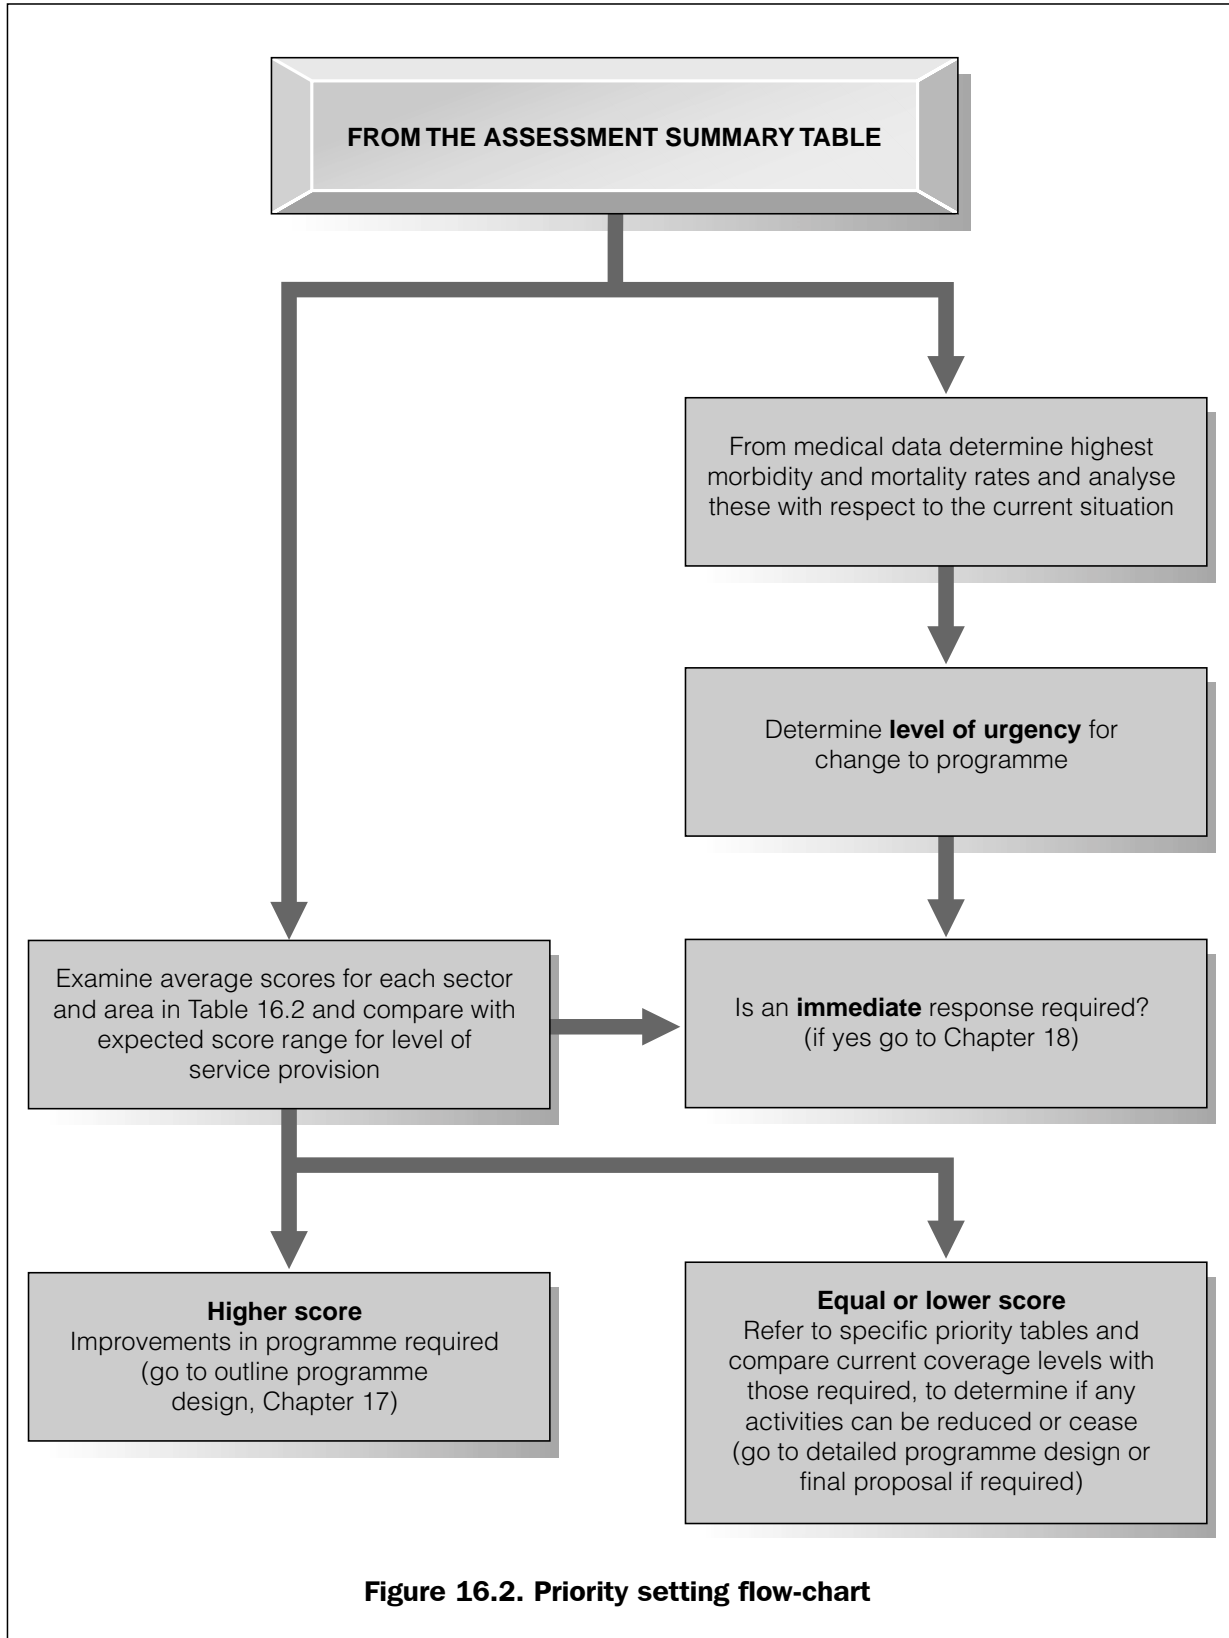 FROM THE ASSESSMENT SUMMARY TABLE
From medical data determine highest
morbidity and mortality rates and analyse
these with respect to the current situation
Determine level of urgency for
change to programme
Examine average scores for each sector
and area in Table 16.2 and compare with
expected score range for level of
service provision
Is an immediate response required?
(if yes go to Chapter 18)
Higher score
Improvements in programme required
(go to outline programme
design, Chapter 17)
Equal or lower score
Refer to specific priority tables and
compare current coverage levels with
those required, to determine if any
activities can be reduced or cease
(go to detailed programme design or
final proposal if required)
Figure 16.2. Priority setting flow-chart